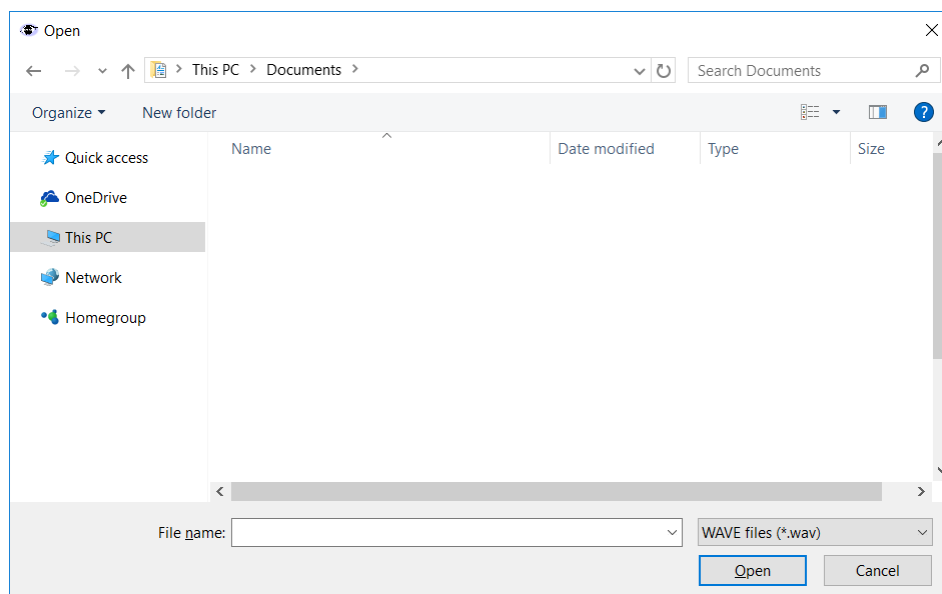 Open
This PC > Documents >
Search Documents
Organize
New folder
?
Name
Date modified
Type
Size
Quick access
OneDrive
This PC
Network
Homegroup
File name:
WAVE files (*.wav)
Open
Cancel